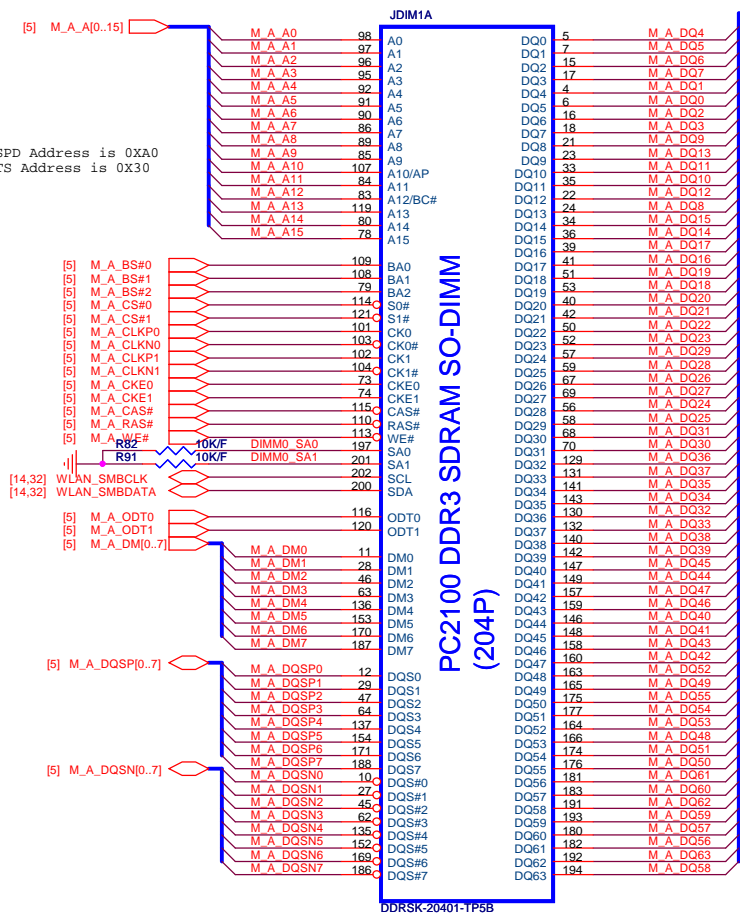 JDIM1A
[5] M_A_A[0..15]
M_A_A0 98 A0
M_A_A1 97 A1
M_A_A2 96 A2
M_A_A3 95 A3
M_A_A4 92 A4
M_A_A5 91 A5
M_A_A6 90 A6
M_A_A7 86 A7
M_A_A8 89 A8
M_A_A9 85 A9
M_A_A10 107 A10/AP
M_A_A11 84 A11
M_A_A12 83 A12/BC#
M_A_A13 119 A13
M_A_A14 80 A14
M_A_A15 78 A15
SPD Address is 0XA0
TS Address is 0X30
[5] M_A_BS#0 109 BA0
[5] M_A_BS#1 108 BA1
[5] M_A_BS#2 79 BA2
[5] M_A_CS#0 114 S0#
[5] M_A_CS#1 121 S1#
[5] M_A_CLKP0 101 CK0
[5] M_A_CLKN0 103 CK0#
[5] M_A_CLKP1 102 CK1
[5] M_A_CLKN1 104 CK1#
[5] M_A_CKE0 73 CKE0
[5] M_A_CKE1 74 CKE1
[5] M_A_CAS# 115 CAS#
[5] M_A_RAS# 110 RAS#
[5] M_A_WE# 113 WE#
R82 10K/F DIMM0_SA0 197 SA0
R91 10K/F DIMM0_SA1 201 SA1
[14,32] WLAN_SMBCLK 202 SCL
[14,32] WLAN_SMBDATA 200 SDA
[5] M_A_ODT0 116 ODT0
[5] M_A_ODT1 120 ODT1
[5] M_A_DM[0..7]
M_A_DM0 11 DM0
M_A_DM1 28 DM1
M_A_DM2 46 DM2
M_A_DM3 63 DM3
M_A_DM4 136 DM4
M_A_DM5 153 DM5
M_A_DM6 170 DM6
M_A_DM7 187 DM7
[5] M_A_DQSP[0..7]
M_A_DQSP0 12 DQS0
M_A_DQSP1 29 DQS1
M_A_DQSP2 47 DQS2
M_A_DQSP3 64 DQS3
M_A_DQSP4 137 DQS4
M_A_DQSP5 154 DQS5
M_A_DQSP6 171 DQS6
M_A_DQSP7 188 DQS7
[5] M_A_DQSN[0..7]
M_A_DQSN0 10 DQS#0
M_A_DQSN1 27 DQS#1
M_A_DQSN2 45 DQS#2
M_A_DQSN3 62 DQS#3
M_A_DQSN4 135 DQS#4
M_A_DQSN5 152 DQS#5
M_A_DQSN6 169 DQS#6
M_A_DQSN7 186 DQS#7
PC2100 DDR3 SDRAM SO-DIMM
(204P)
DQ0 5 M_A_DQ4
DQ1 7 M_A_DQ5
DQ2 15 M_A_DQ6
DQ3 17 M_A_DQ7
DQ4 4 M_A_DQ1
DQ5 6 M_A_DQ0
DQ6 16 M_A_DQ2
DQ7 18 M_A_DQ3
DQ8 21 M_A_DQ9
DQ9 23 M_A_DQ13
DQ10 33 M_A_DQ11
DQ11 35 M_A_DQ10
DQ12 22 M_A_DQ12
DQ13 24 M_A_DQ8
DQ14 34 M_A_DQ15
DQ15 36 M_A_DQ14
DQ16 39 M_A_DQ17
DQ17 41 M_A_DQ16
DQ18 51 M_A_DQ19
DQ19 53 M_A_DQ18
DQ20 40 M_A_DQ20
DQ21 42 M_A_DQ21
DQ22 50 M_A_DQ22
DQ23 52 M_A_DQ23
DQ24 57 M_A_DQ29
DQ25 59 M_A_DQ28
DQ26 67 M_A_DQ26
DQ27 69 M_A_DQ27
DQ28 56 M_A_DQ24
DQ29 58 M_A_DQ25
DQ30 68 M_A_DQ31
DQ31 70 M_A_DQ30
DQ32 129 M_A_DQ36
DQ33 131 M_A_DQ37
DQ34 141 M_A_DQ35
DQ35 143 M_A_DQ34
DQ36 130 M_A_DQ32
DQ37 132 M_A_DQ33
DQ38 140 M_A_DQ38
DQ39 142 M_A_DQ39
DQ40 147 M_A_DQ45
DQ41 149 M_A_DQ44
DQ42 157 M_A_DQ47
DQ43 159 M_A_DQ46
DQ44 146 M_A_DQ40
DQ45 148 M_A_DQ41
DQ46 158 M_A_DQ43
DQ47 160 M_A_DQ42
DQ48 163 M_A_DQ52
DQ49 165 M_A_DQ49
DQ50 175 M_A_DQ55
DQ51 177 M_A_DQ54
DQ52 164 M_A_DQ53
DQ53 166 M_A_DQ48
DQ54 174 M_A_DQ51
DQ55 176 M_A_DQ50
DQ56 181 M_A_DQ61
DQ57 183 M_A_DQ60
DQ58 191 M_A_DQ62
DQ59 193 M_A_DQ59
DQ60 180 M_A_DQ57
DQ61 182 M_A_DQ56
DQ62 192 M_A_DQ63
DQ63 194 M_A_DQ58
DDRSK-20401-TP5B